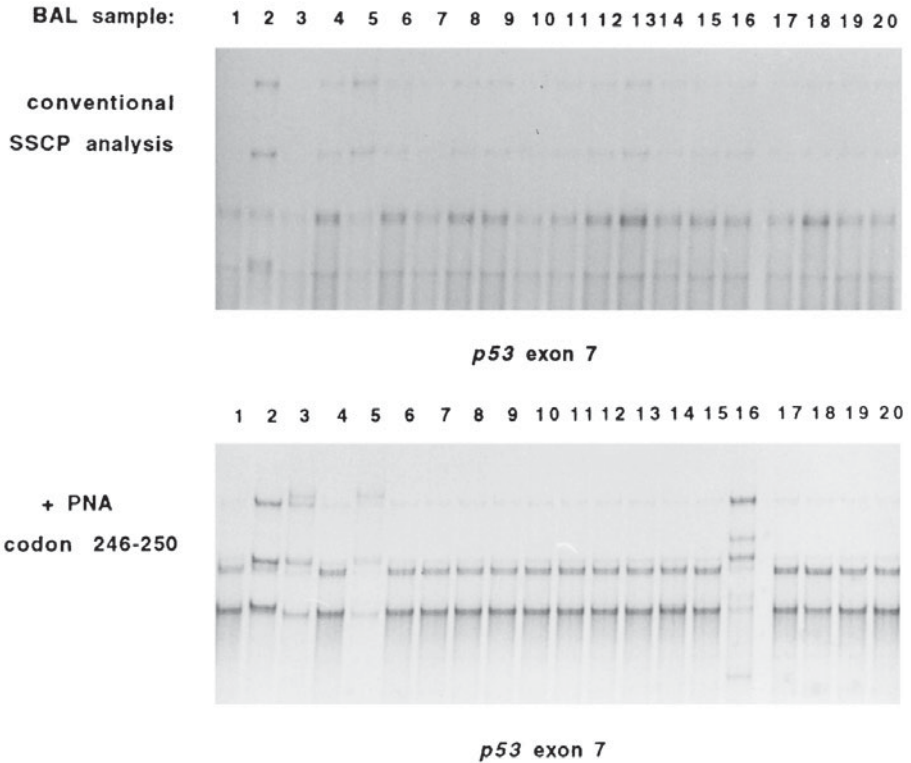 BAL sample: 1 2 3 4 5 6 7 8 9 10 11 12 13 14 15 16 17 18 19 20
conventional
SSCP analysis
p53 exon 7
1 2 3 4 5 6 7 8 9 10 11 12 13 14 15 16 17 18 19 20
+ PNA
codon 246-250
p53 exon 7